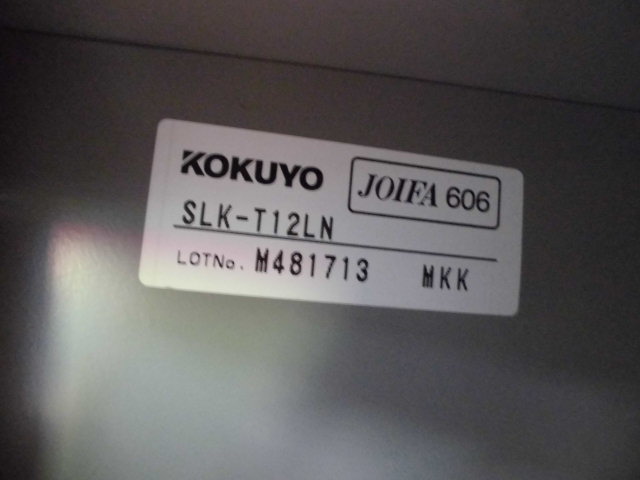 KOKUYO
JOIFA 606
SLK-T12LN
LOTNo. M481713 MKK